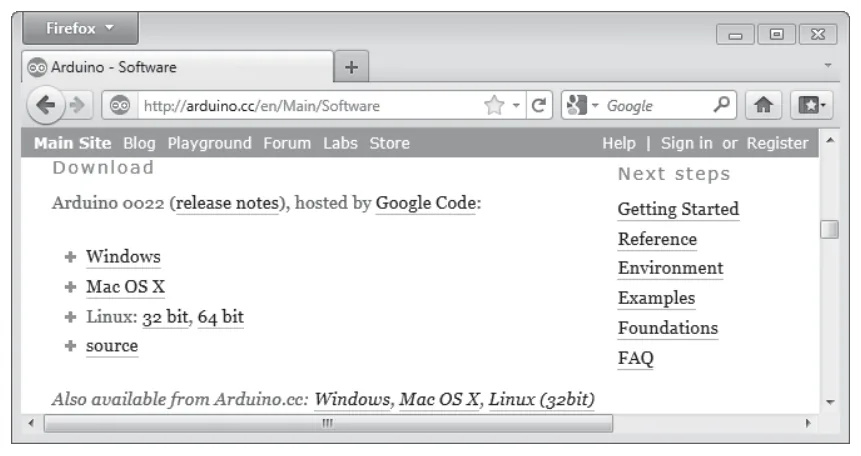 Firefox
Arduino - Software
http://arduino.cc/en/Main/Software
Google
Main Site Blog Playground Forum Labs Store
Help | Sign in or Register
Download
Arduino 0022 (release notes), hosted by Google Code:
Windows
Mac OS X
Linux: 32 bit, 64 bit
source
Also available from Arduino.cc: Windows, Mac OS X, Linux (32bit)
Next steps
Getting Started
Reference
Environment
Examples
Foundations
FAQ